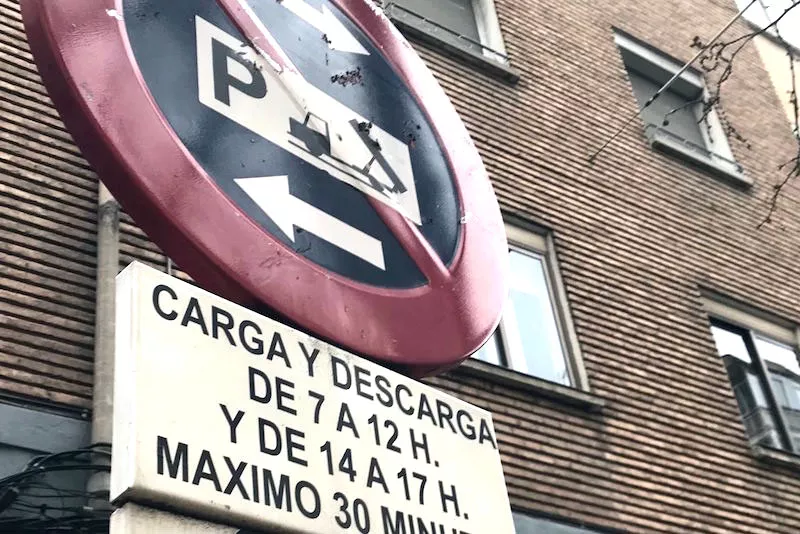 P
CARGA Y DESCARGA
DE 7 A 12 H.
Y DE 14 A 17 H.
MAXIMO 30